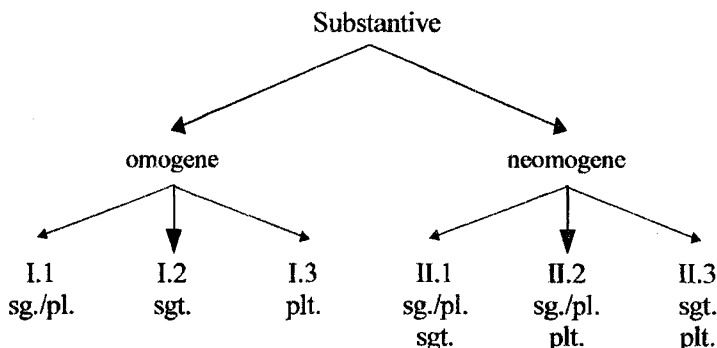 Substantive
omogene neomogene
I.1 I.2 I.3 II.1 II.2 II.3
sg./pl. sgt. plt. sg./pl. sg./pl. sgt.
sgt. plt. plt.